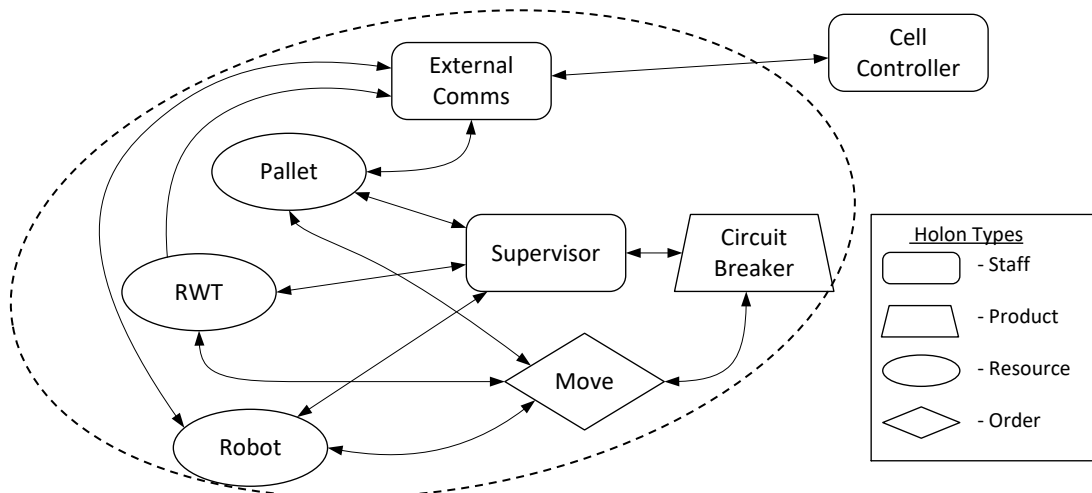 Cell
Controller
External
Comms
Pallet
Supervisor
Circuit
Breaker
RWT
Move
Robot
Holon Types
- Staff
- Product
- Resource
- Order